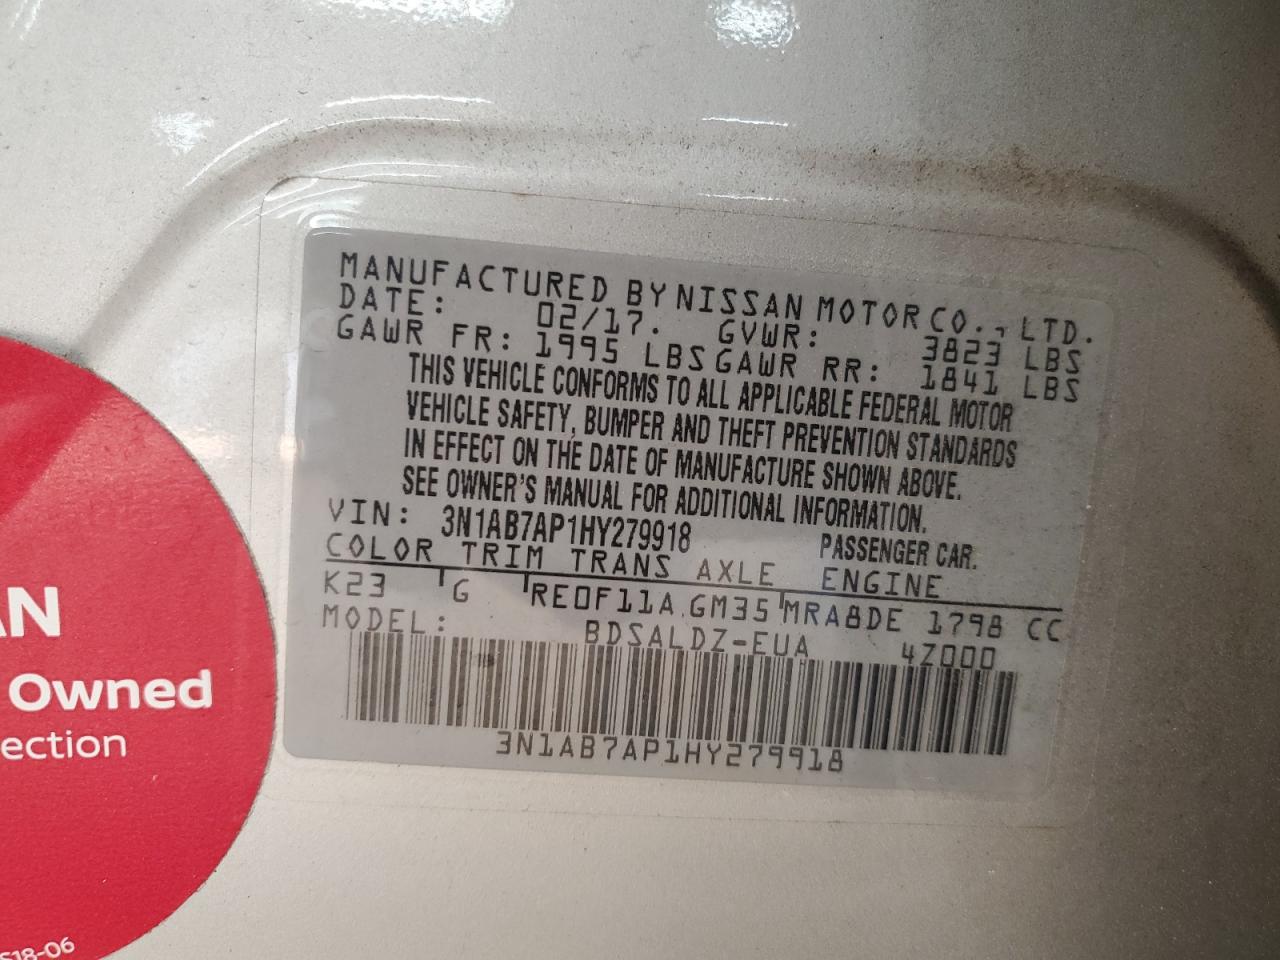 MANUFACTURED BY NISSAN MOTOR CO., LTD.
DATE: 02/17. GVWR: 3823 LBS
GAWR FR: 1995 LBS GAWR RR: 1841 LBS
THIS VEHICLE CONFORMS TO ALL APPLICABLE FEDERAL MOTOR
VEHICLE SAFETY, BUMPER AND THEFT PREVENTION STANDARDS
IN EFFECT ON THE DATE OF MANUFACTURE SHOWN ABOVE.
SEE OWNER'S MANUAL FOR ADDITIONAL INFORMATION.
VIN: 3N1AB7AP1HY279918 PASSENGER CAR.
COLOR TRIM TRANS AXLE ENGINE
K23 G RE0F11A GM35 MRA8DE 1798 CC
MODEL: BDSALDZ-EUA 4Z000
3N1AB7AP1HY279918
AN
Owned
ection
S18-06